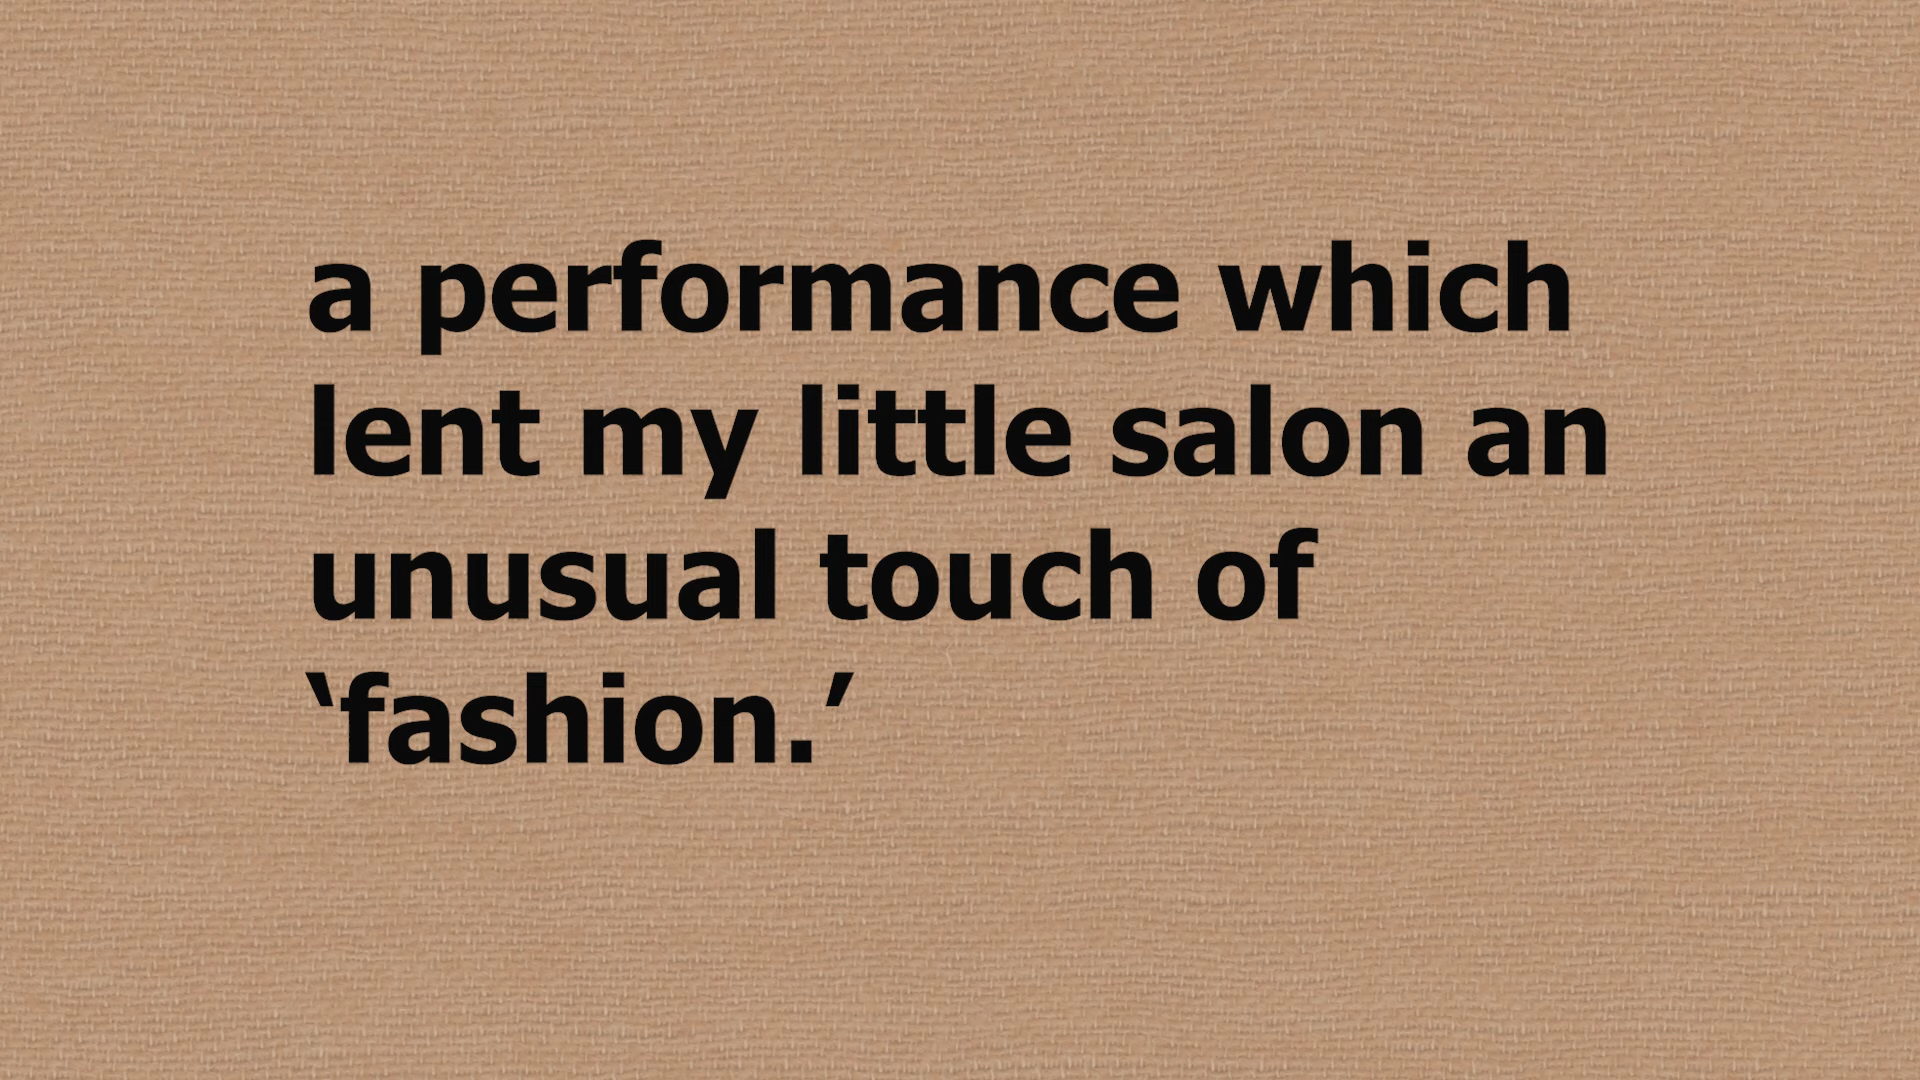 a performance which
lent my little salon an
unusual touch of
‘fashion.’